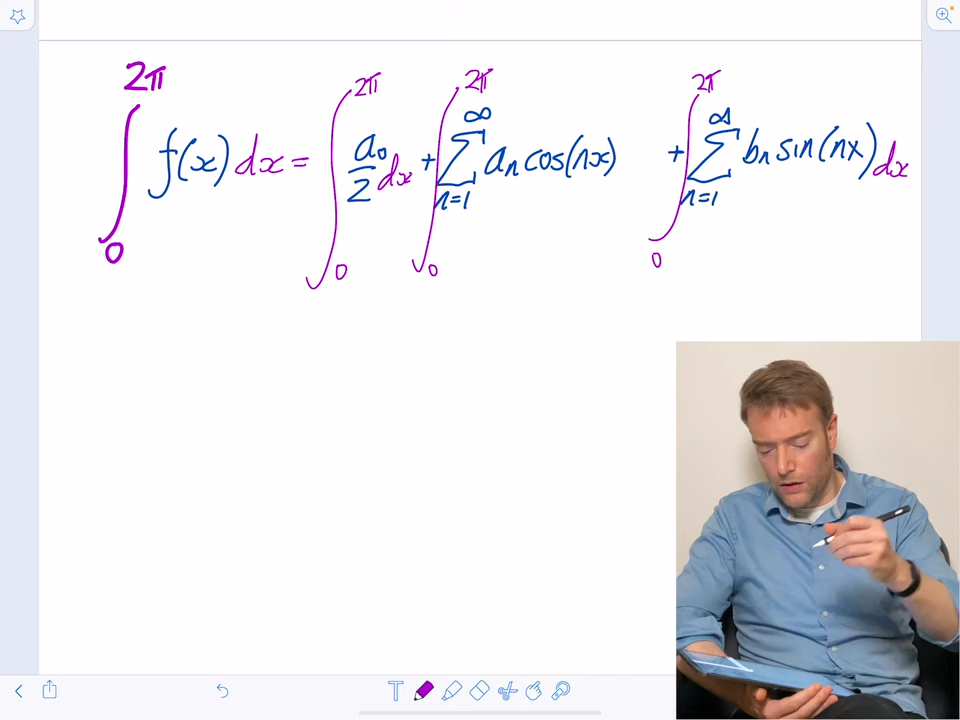 ∫₀^{2π} f(x) dx = ∫₀^{2π} a₀/2 dx + ∫₀^{2π} ∑_{n=1}^{∞} aₙ cos(nx) + ∫₀^{2π} ∑_{n=1}^{∞} bₙ sin(nx) dx
T